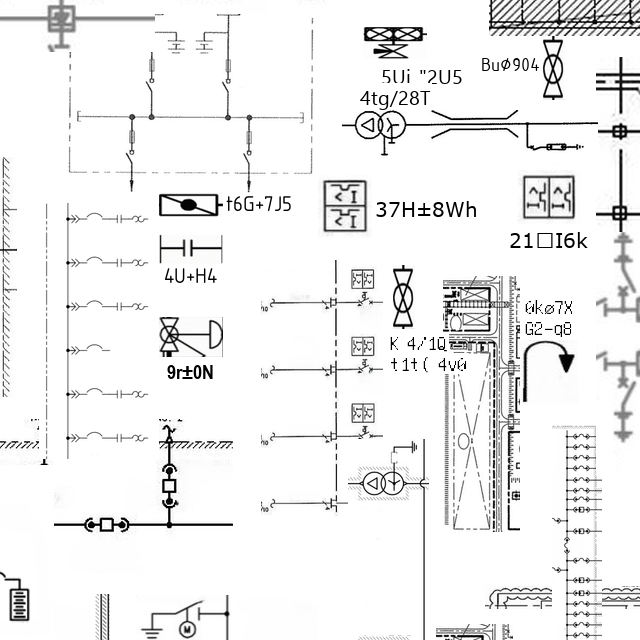 5Ui "2U5
BuØ904
4tg/28T
t6G+7J5
37H±8Wh
21□I6k
4U+H4
0kø7X
G2-q8
K 4/1Q
t1t( 4v0
9r±0N
M